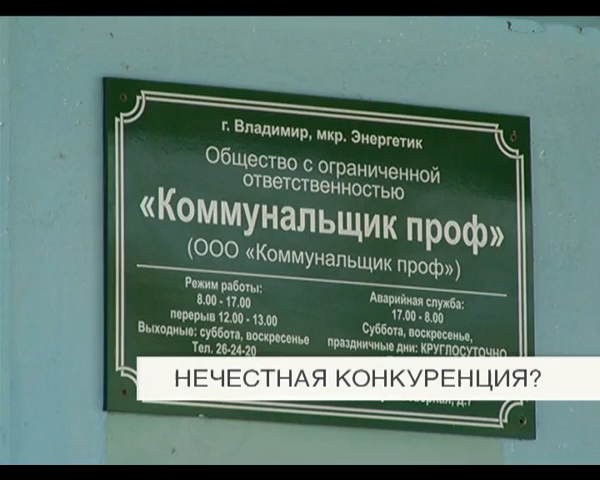 г. Владимир, мкр. Энергетик
Общество с ограниченной
ответственностью
«Коммунальщик проф»
(ООО «Коммунальщик проф»)
Режим работы:
8.00 - 17.00
перерыв 12.00 - 13.00
Выходные: суббота, воскресенье
Тел. 26-24-20
Аварийная служба:
17.00 - 8.00
Суббота, воскресенье,
праздничные дни: КРУГЛОСУТОЧНО
НЕЧЕСТНАЯ КОНКУРЕНЦИЯ?